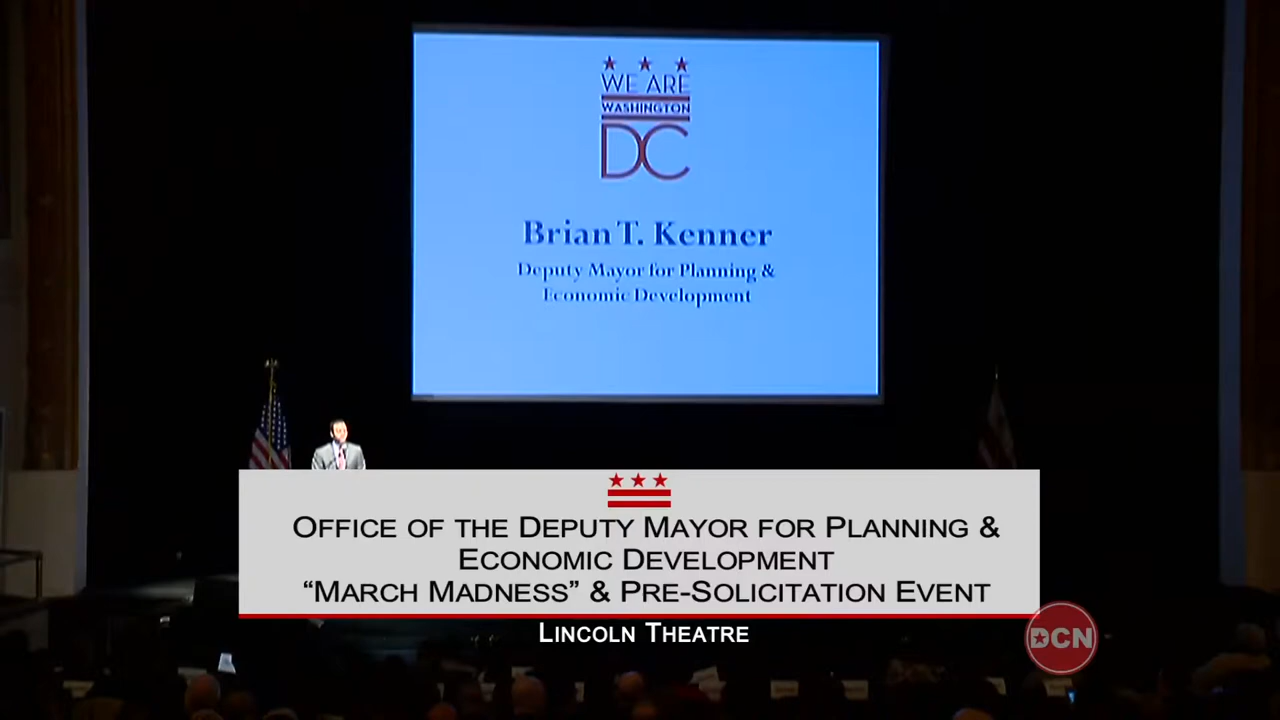 WE ARE
WASHINGTON
DC
Brian T. Kenner
Deputy Mayor for Planning &
Economic Development
OFFICE OF THE DEPUTY MAYOR FOR PLANNING &
ECONOMIC DEVELOPMENT
“MARCH MADNESS” & PRE-SOLICITATION EVENT
LINCOLN THEATRE
DCN